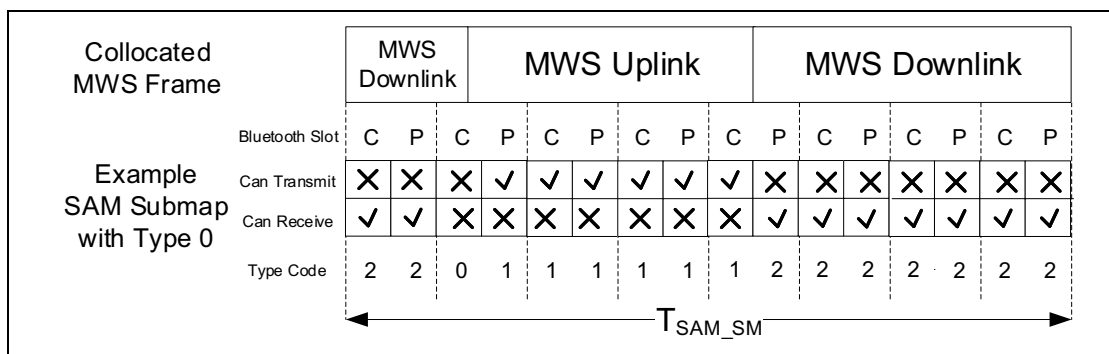 Collocated
MWS Frame
MWS
Downlink
MWS Uplink
MWS Downlink
Bluetooth Slot C P C P C P C P C P C P C P C P
Example
SAM Submap
with Type 0
Can Transmit ✕ ✕ ✕ ✓ ✓ ✓ ✓ ✓ ✓ ✕ ✕ ✕ ✕ ✕ ✕ ✕
Can Receive ✓ ✓ ✕ ✕ ✕ ✕ ✕ ✕ ✕ ✓ ✓ ✓ ✓ ✓ ✓ ✓
Type Code 2 2 0 1 1 1 1 1 1 2 2 2 2 2 2 2
TSAM_SM